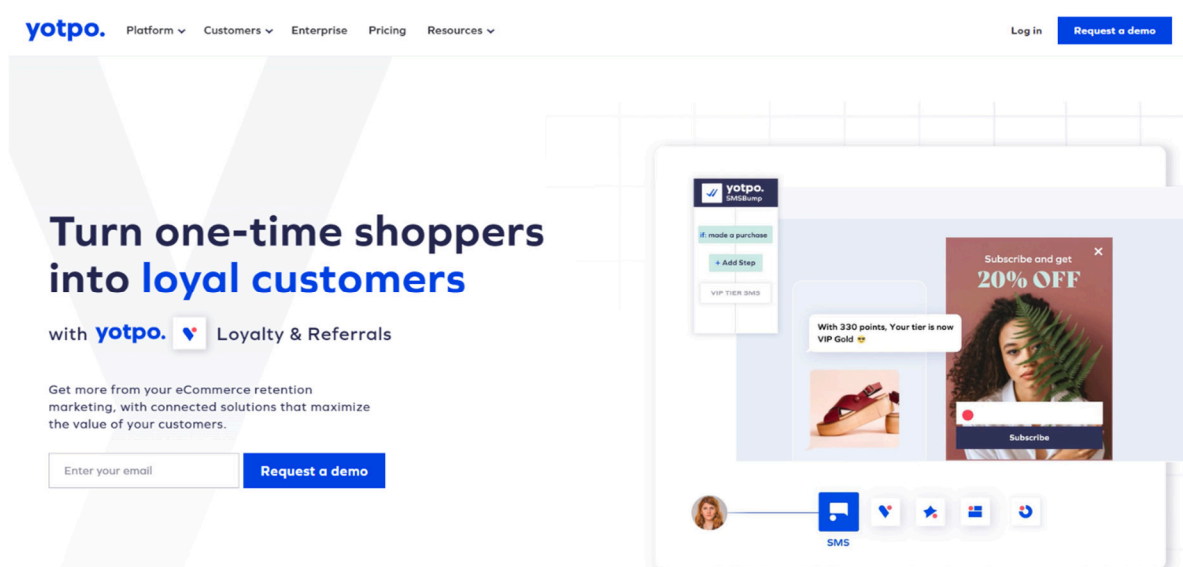 yotpo.
Platform
Customers
Enterprise
Pricing
Resources
Log in
Request a demo
Turn one-time shoppers
into loyal customers
with yotpo. Loyalty & Referrals
Get more from your eCommerce retention
marketing, with connected solutions that maximize
the value of your customers.
Enter your email
Request a demo
yotpo.
SMSBump
if: made a purchase
+ Add Step
VIP TIER SMS
With 330 points, Your tier is now
VIP Gold 😎
Subscribe and get
20% OFF
Subscribe
SMS